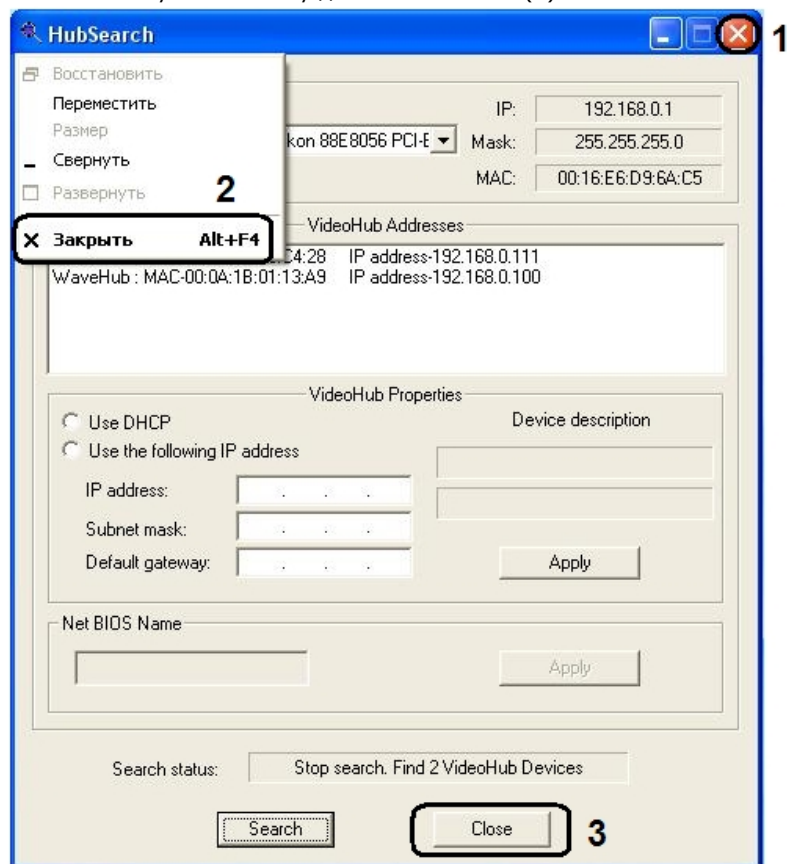 HubSearch
1
Восстановить
Переместить
Размер
Свернуть
Развернуть
2
Закрыть Alt+F4
IP: 192.168.0.1
kon 88E8056 PCI-E Mask: 255.255.255.0
MAC: 00:16:E6:D9:6A:C5
VideoHub Addresses
C4:28 IP address-192.168.0.111
WaveHub : MAC-00:0A:1B:01:13:A9 IP address-192.168.0.100
VideoHub Properties
Use DHCP
Device description
Use the following IP address
IP address:
Subnet mask:
Default gateway:
Apply
Net BIOS Name
Apply
Search status: Stop search. Find 2 VideoHub Devices
Search
Close
3